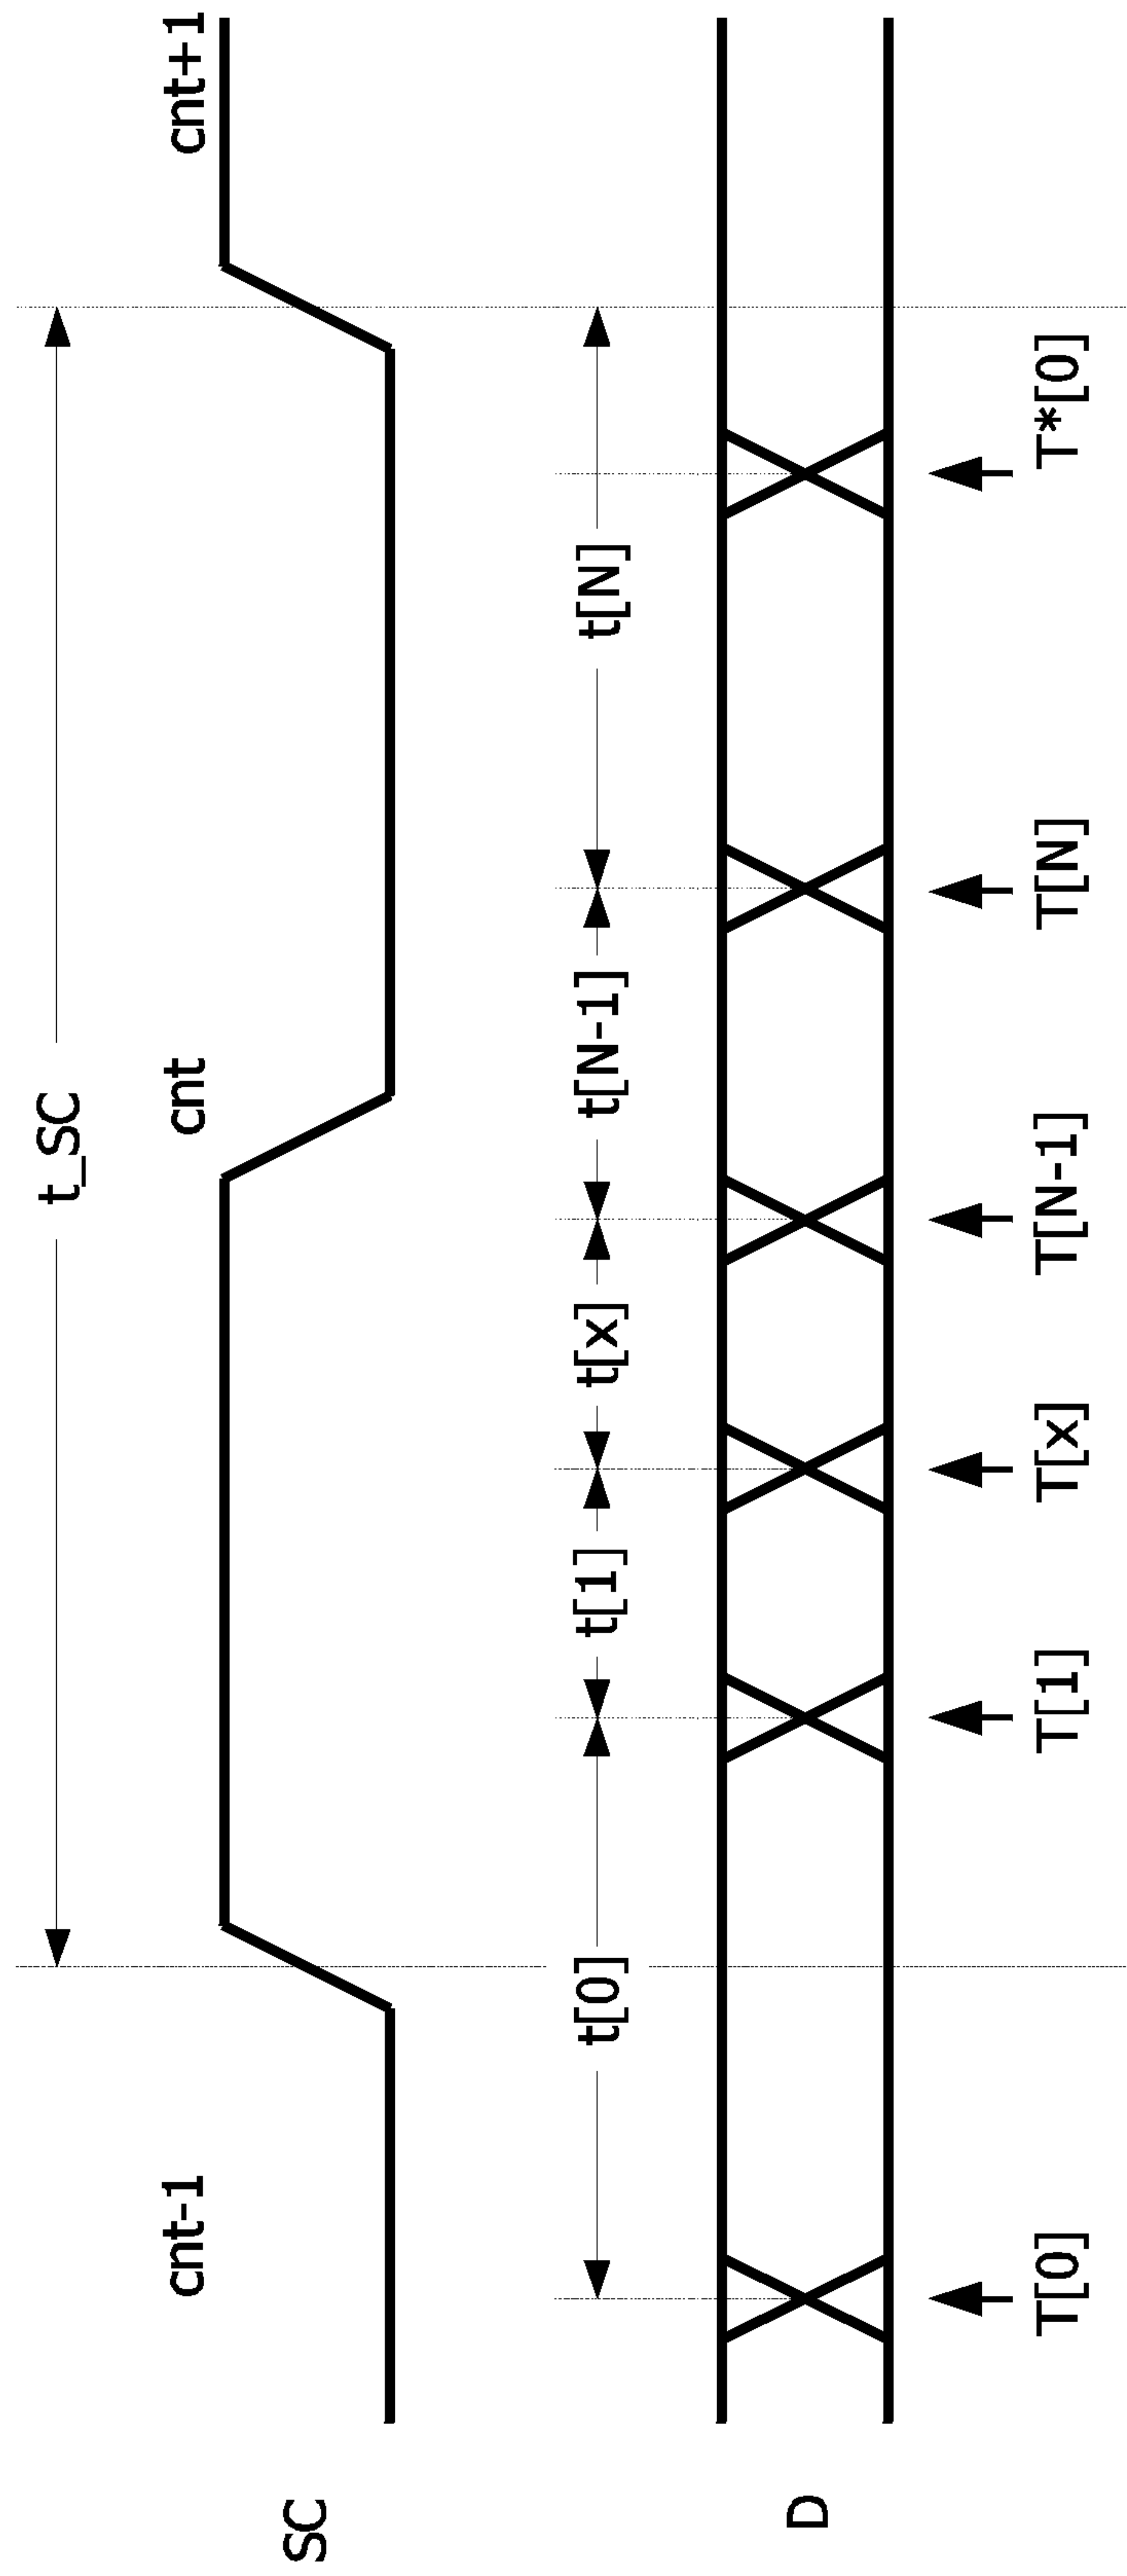 t_SC
cnt-1
cnt
cnt+1
SC
t[0]
t[1]
t[x]
t[N-1]
t[N]
D
T[0]
T[1]
T[x]
T[N-1]
T[N]
T*[0]